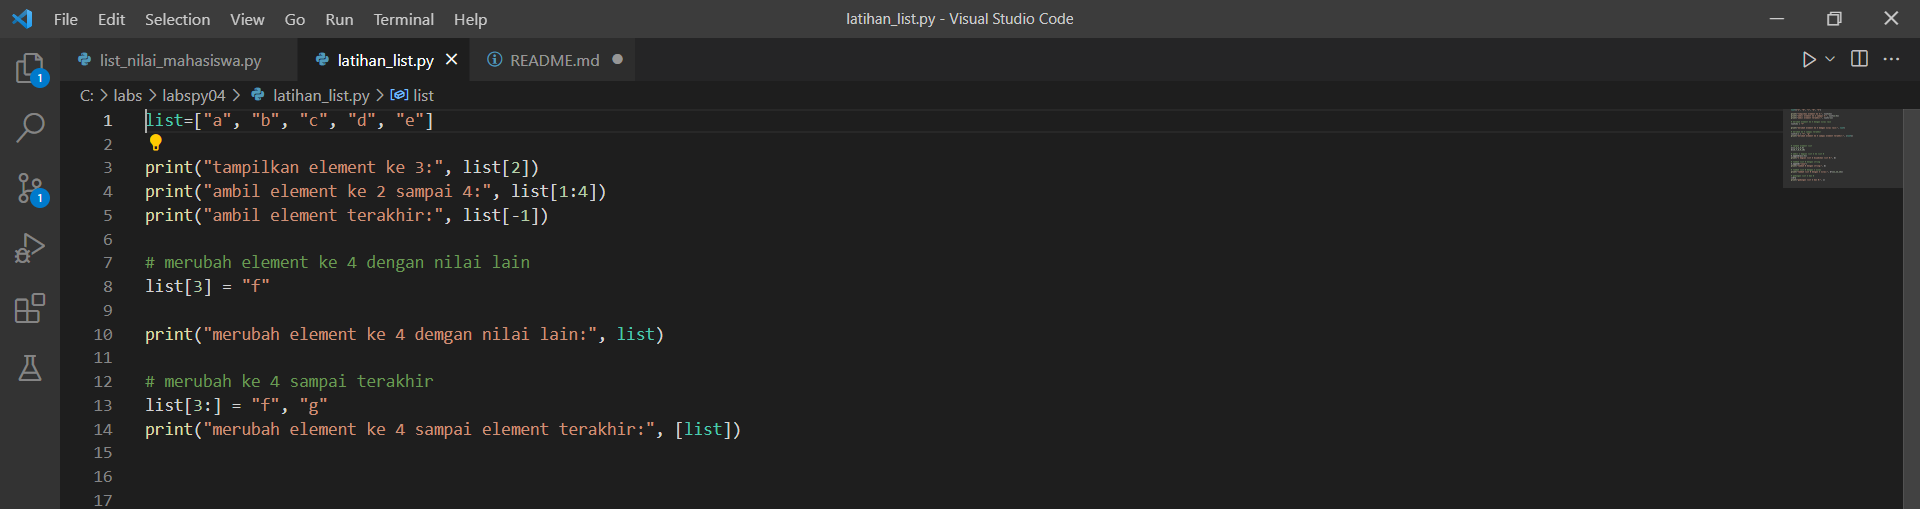 File Edit Selection View Go Run Terminal Help latihan_list.py - Visual Studio Code
list_nilai_mahasiswa.py latihan_list.py README.md
C: > labs > labspy04 > latihan_list.py > list
1 list=["a", "b", "c", "d", "e"]
2
3 print("tampilkan element ke 3:", list[2])
4 print("ambil element ke 2 sampai 4:", list[1:4])
5 print("ambil element terakhir:", list[-1])
6
7 # merubah element ke 4 dengan nilai lain
8 list[3] = "f"
9
10 print("merubah element ke 4 demgan nilai lain:", list)
11
12 # merubah ke 4 sampai terakhir
13 list[3:] = "f", "g"
14 print("merubah element ke 4 sampai element terakhir:", [list])
15
16
17
1
1